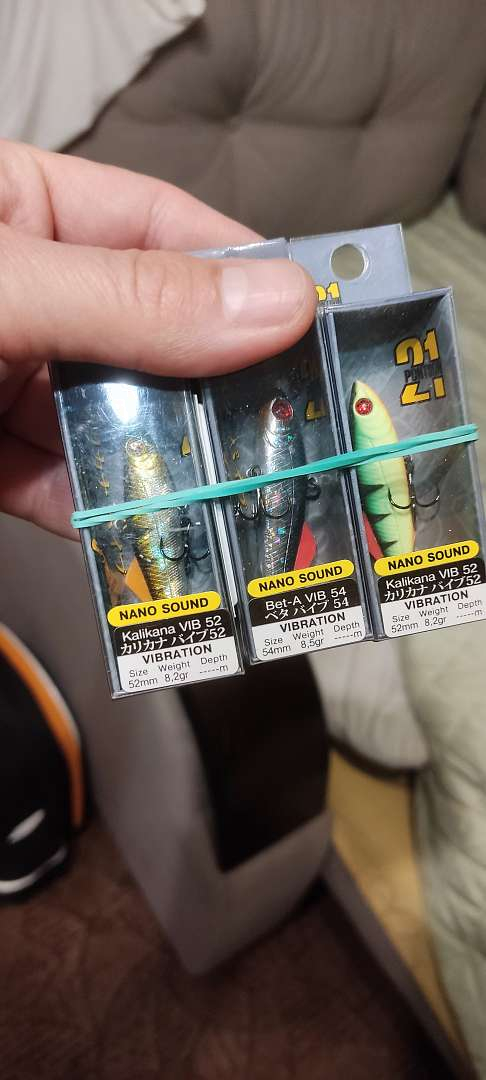 21
21
PONTOON
NANO SOUND
Kalikana VIB 52
カリカナ バイブ52
VIBRATION
Size Weight Depth
52mm 8,2gr -----m
NANO SOUND
Bet-A VIB 54
ベタ バイブ 54
VIBRATION
Size Weight Depth
54mm 8,5gr -----m
NANO SOUND
Kalikana VIB 52
カリカナ バイブ52
VIBRATION
Size Weight Depth
52mm 8,2gr -----m